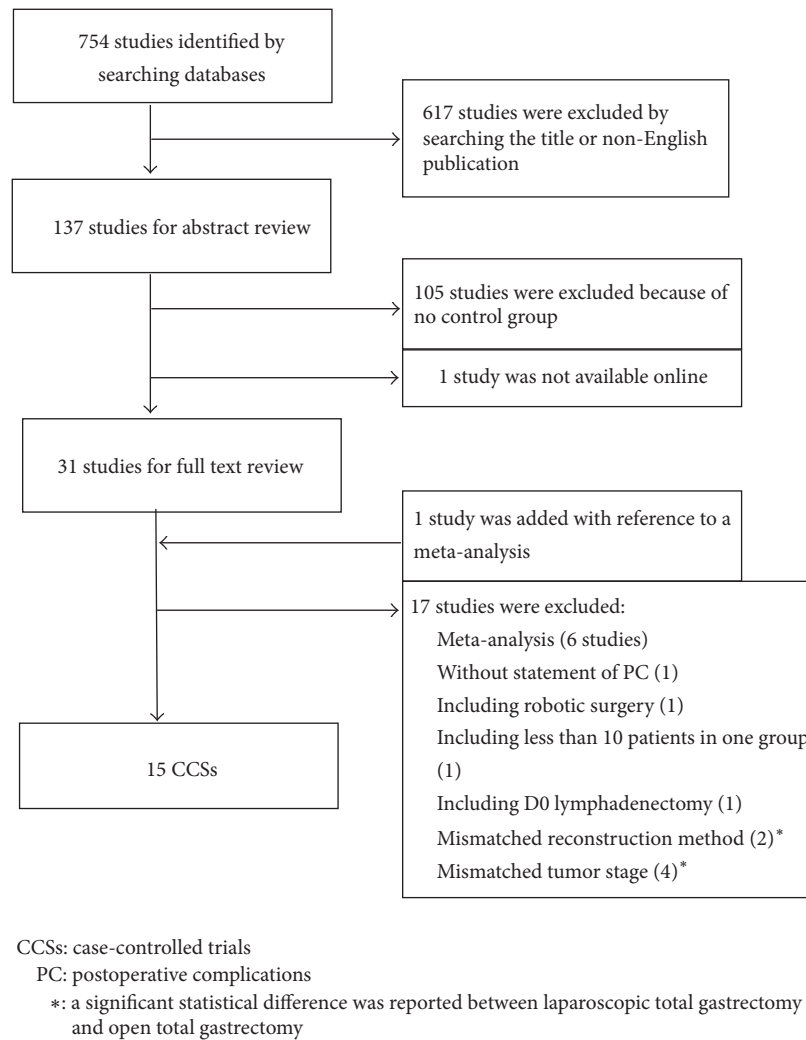 754 studies identified by
searching databases
617 studies were excluded by
searching the title or non-English
publication
137 studies for abstract review
105 studies were excluded because of
no control group
1 study was not available online
31 studies for full text review
1 study was added with reference to a
meta-analysis
17 studies were excluded:
Meta-analysis (6 studies)
Without statement of PC (1)
Including robotic surgery (1)
Including less than 10 patients in one group
(1)
Including D0 lymphadenectomy (1)
Mismatched reconstruction method (2)*
Mismatched tumor stage (4)*
15 CCSs
CCSs: case-controlled trials
PC: postoperative complications
*: a significant statistical difference was reported between laparoscopic total gastrectomy
and open total gastrectomy